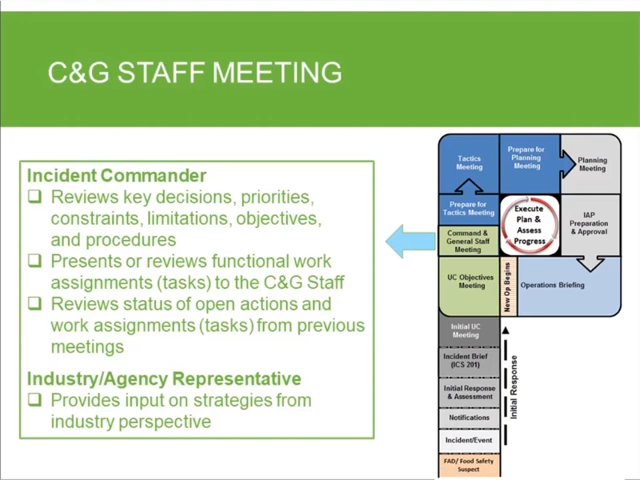 C&G STAFF MEETING
Incident Commander
❑ Reviews key decisions, priorities,
constraints, limitations, objectives,
and procedures
❑ Presents or reviews functional work
assignments (tasks) to the C&G Staff
❑ Reviews status of open actions and
work assignments (tasks) from previous
meetings
Industry/Agency Representative
❑ Provides input on strategies from
industry perspective
Tactics
Meeting
Prepare for
Planning
Meeting
Planning
Meeting
Prepare for
Tactics Meeting
Execute
Plan &
Assess
Progress
IAP
Preparation
& Approval
Command &
General Staff
Meeting
UC Objectives
Meeting
New Op Begins
Operations Briefing
Initial UC
Meeting
Incident Brief
(ICS 201)
Initial Response
& Assessment
Notifications
Incident/Event
FAD/ Food Safety
Suspect
Initial Response